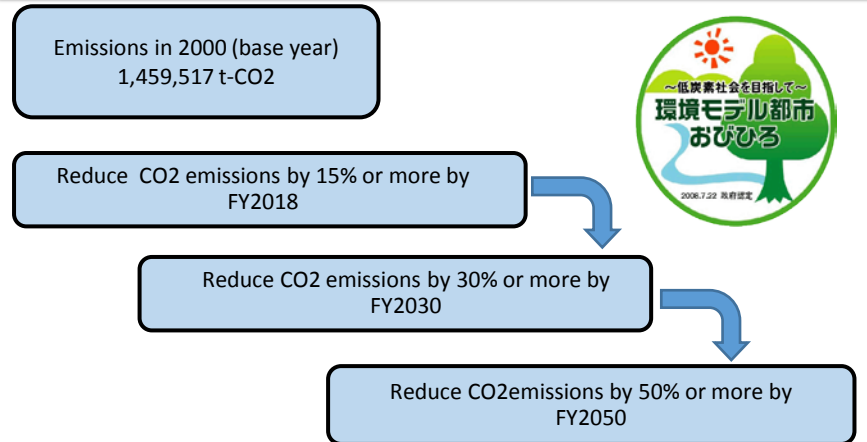 Emissions in 2000 (base year)
1,459,517 t-CO2
～低炭素社会を目指して～
環境モデル都市
おびひろ
2008.7.22 政府認定
Reduce CO2 emissions by 15% or more by
FY2018
Reduce CO2 emissions by 30% or more by
FY2030
Reduce CO2emissions by 50% or more by
FY2050